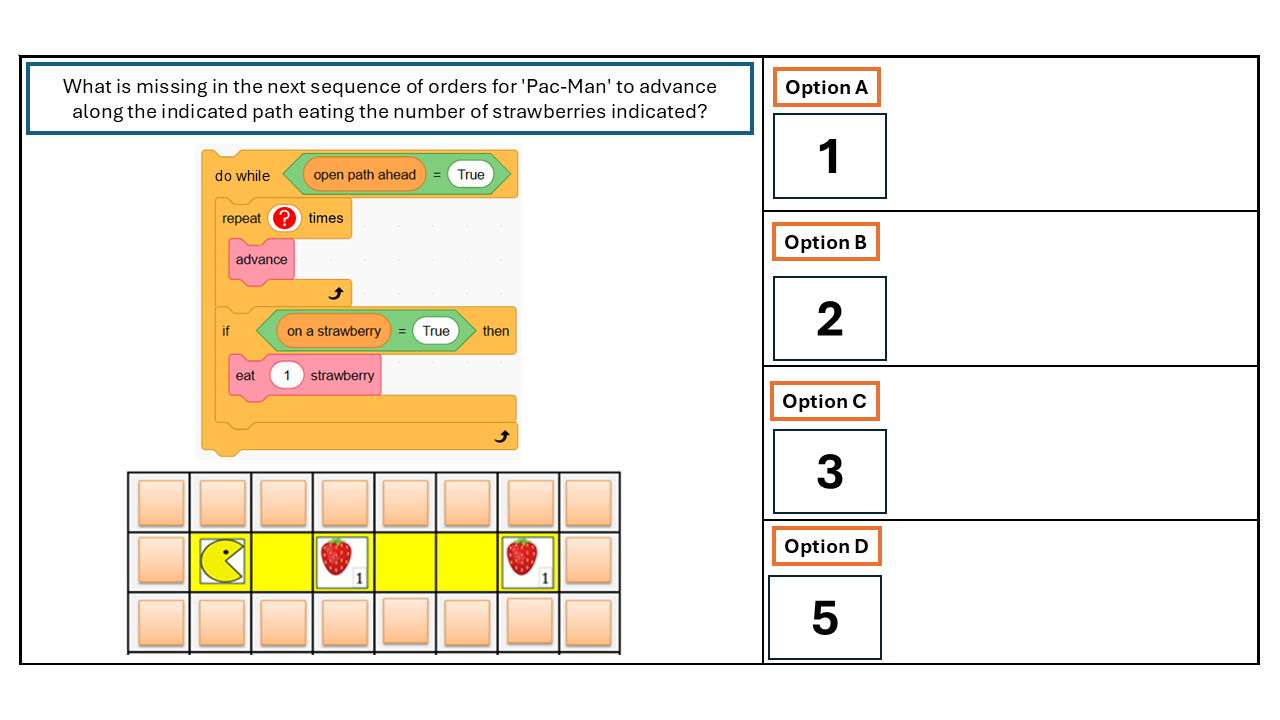 What is missing in the next sequence of orders for 'Pac-Man' to advance
along the indicated path eating the number of strawberries indicated?
do while open path ahead = True
repeat ? times
advance
if on a strawberry = True then
eat 1 strawberry
1 1
Option A
1
Option B
2
Option C
3
Option D
5